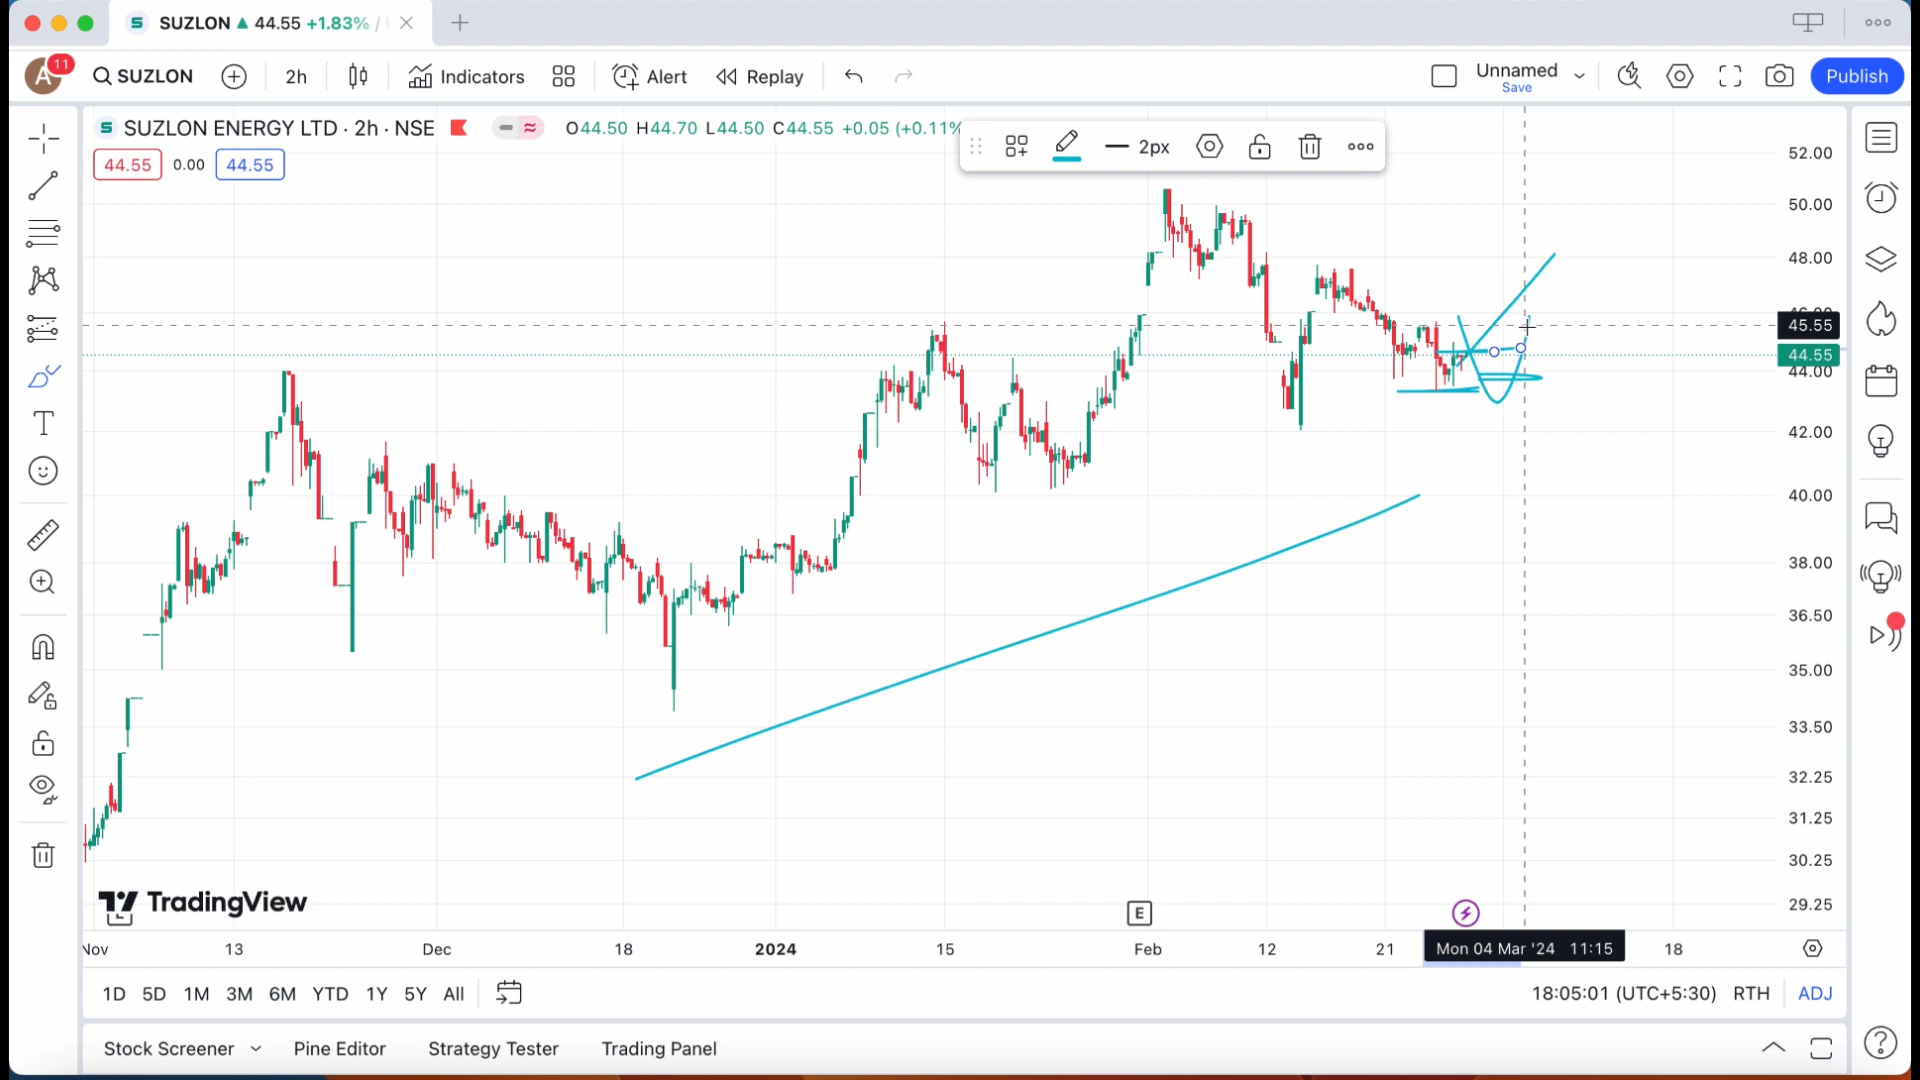 SUZLON ▲ 44.55 +1.83% /
A 11 SUZLON 2h Indicators Alert Replay Unnamed Save Publish
SUZLON ENERGY LTD · 2h · NSE O44.50 H44.70 L44.50 C44.55 +0.05 (+0.11%
2px
44.55 0.00 44.55
52.00
50.00
48.00
45.55
44.55
44.00
42.00
40.00
38.00
36.50
35.00
33.50
32.25
31.25
30.25
29.25
TradingView
E
Nov 13 Dec 18 2024 15 Feb 12 21 Mon 04 Mar '24 11:15 18
1D 5D 1M 3M 6M YTD 1Y 5Y All 18:05:01 (UTC+5:30) RTH ADJ
Stock Screener Pine Editor Strategy Tester Trading Panel